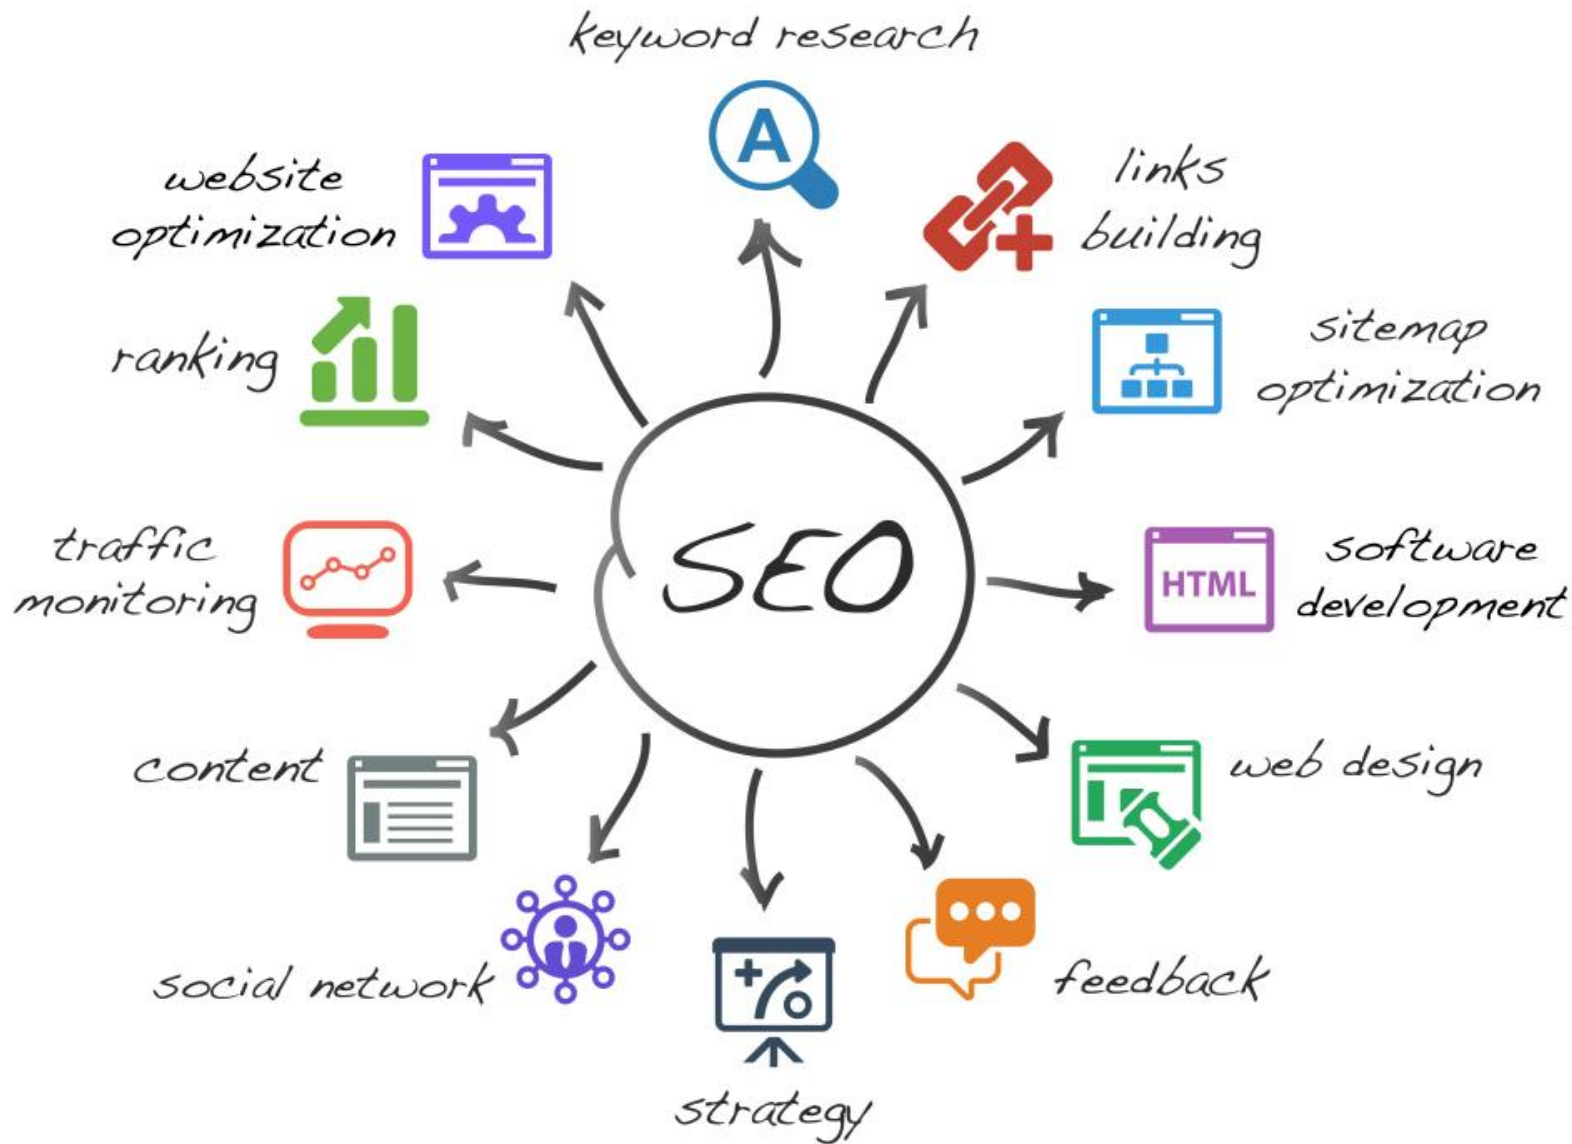 keyword research
A
links
building
sitemap
optimization
HTML
software
development
web design
feedback
strategy
social network
content
traffic
monitoring
ranking
website
optimization
SEO